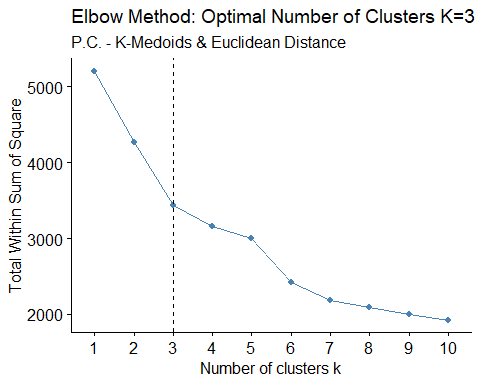 Elbow Method: Optimal Number of Clusters K=3
P.C. - K-Medoids & Euclidean Distance
Total Within Sum of Square
5000
4000
3000
2000
1 2 3 4 5 6 7 8 9 10
Number of clusters k